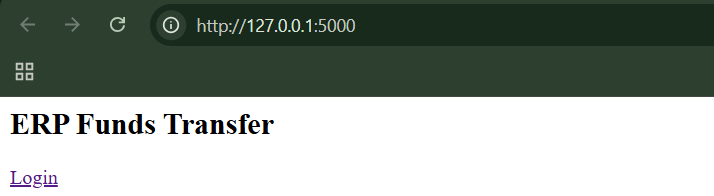 http://127.0.0.1:5000
ERP Funds Transfer
Login